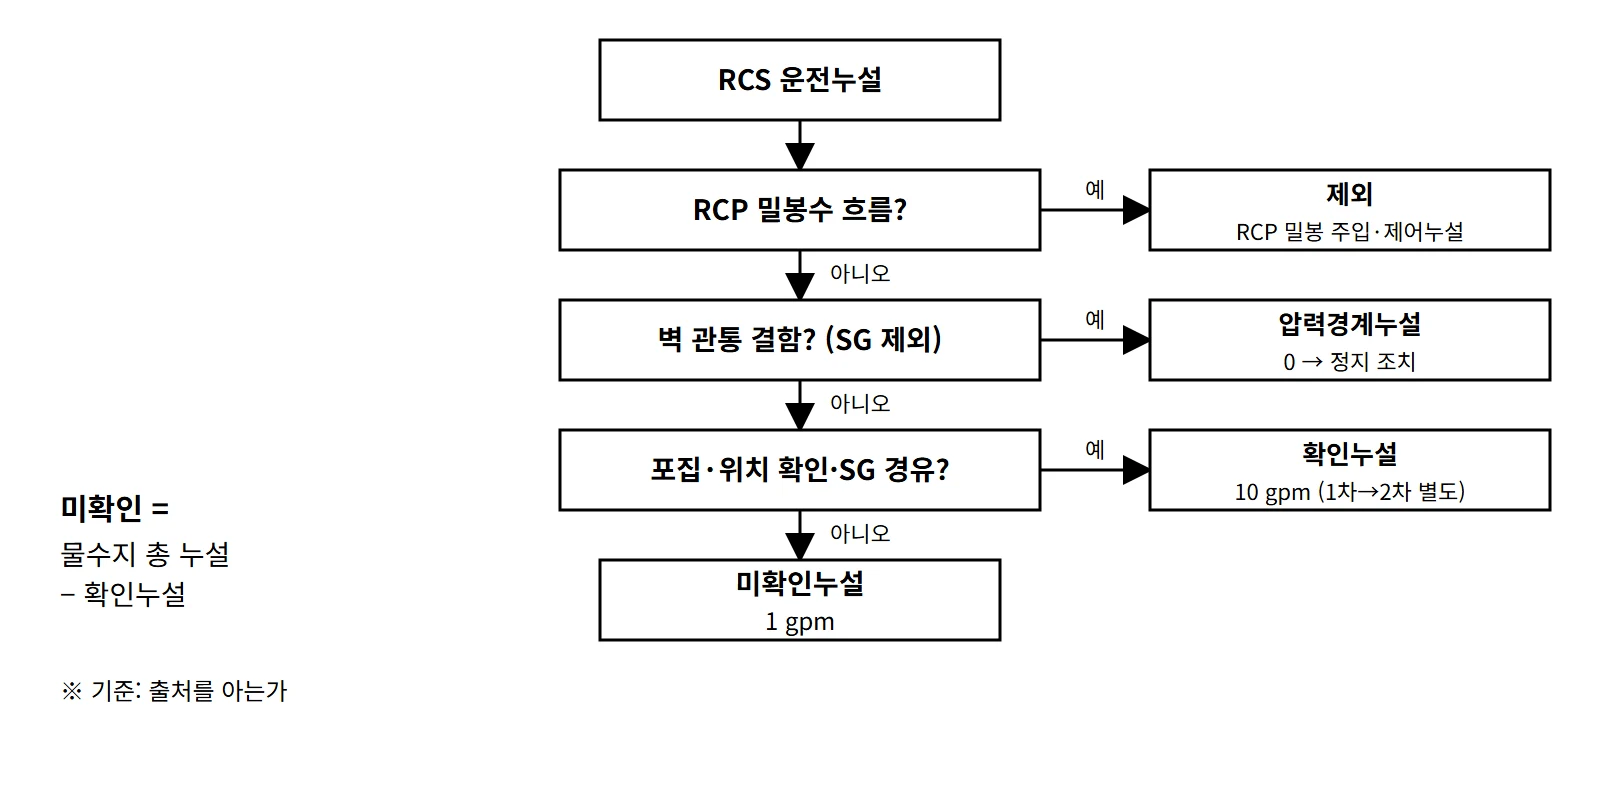 RCS 운전누설
RCP 밀봉수 흐름?
예
제외
RCP 밀봉 주입·제어누설
아니오
벽 관통 결함? (SG 제외)
예
압력경계누설
0 → 정지 조치
아니오
포집·위치 확인·SG 경유?
예
확인누설
10 gpm (1차→2차 별도)
아니오
미확인누설
1 gpm
미확인 =
물수지 총 누설
− 확인누설
※ 기준: 출처를 아는가